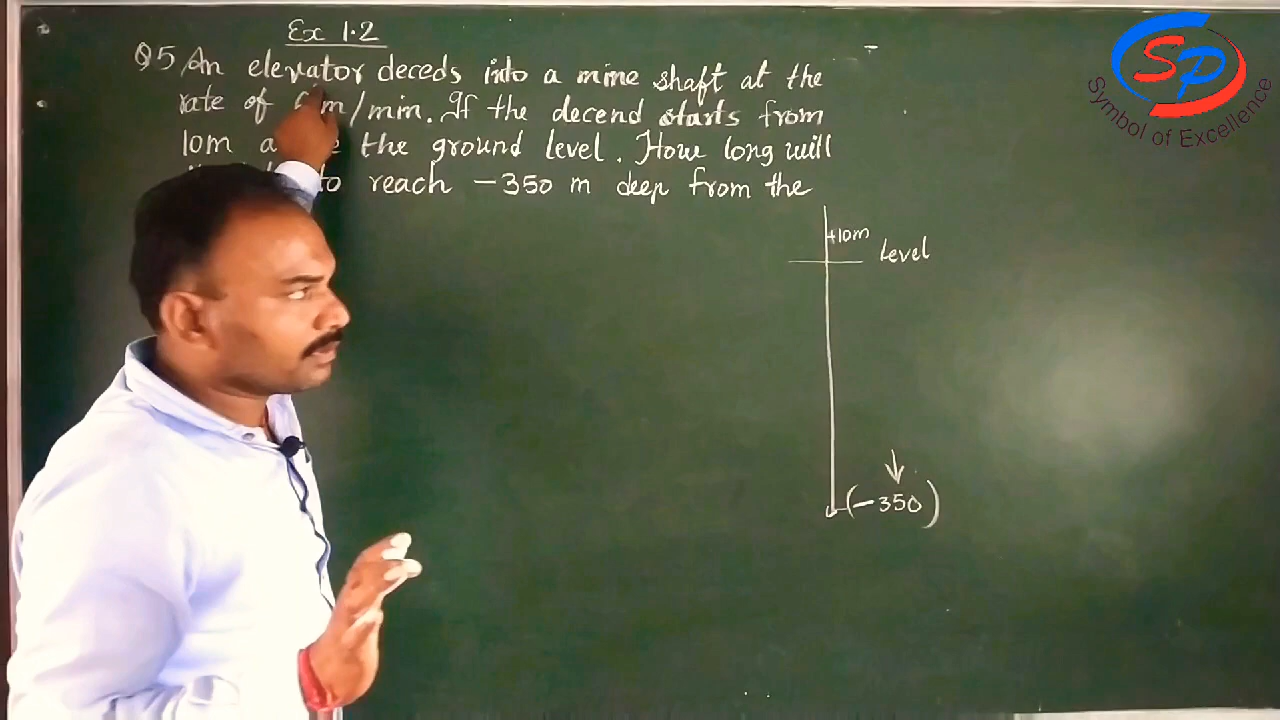 Ex 1.2
Q5 An elevator deceds into a mine shaft at the
rate of 6 m/min. If the decend starts from
10m the ground level. How long will
to reach -350 m deep from the
+10m
Level
(-350)
SP
Symbol of Excellence